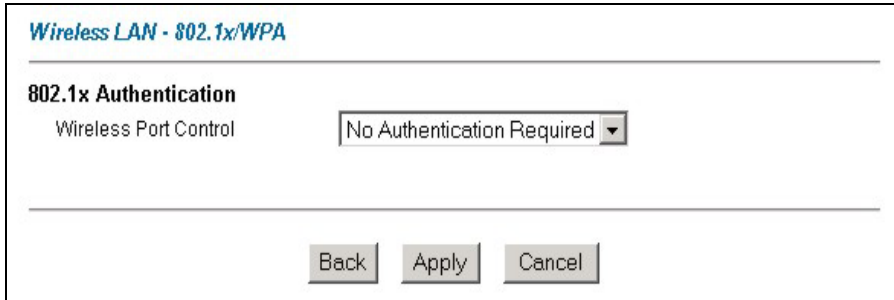 Wireless LAN - 802.1x/WPA
802.1x Authentication
Wireless Port Control No Authentication Required
Back Apply Cancel